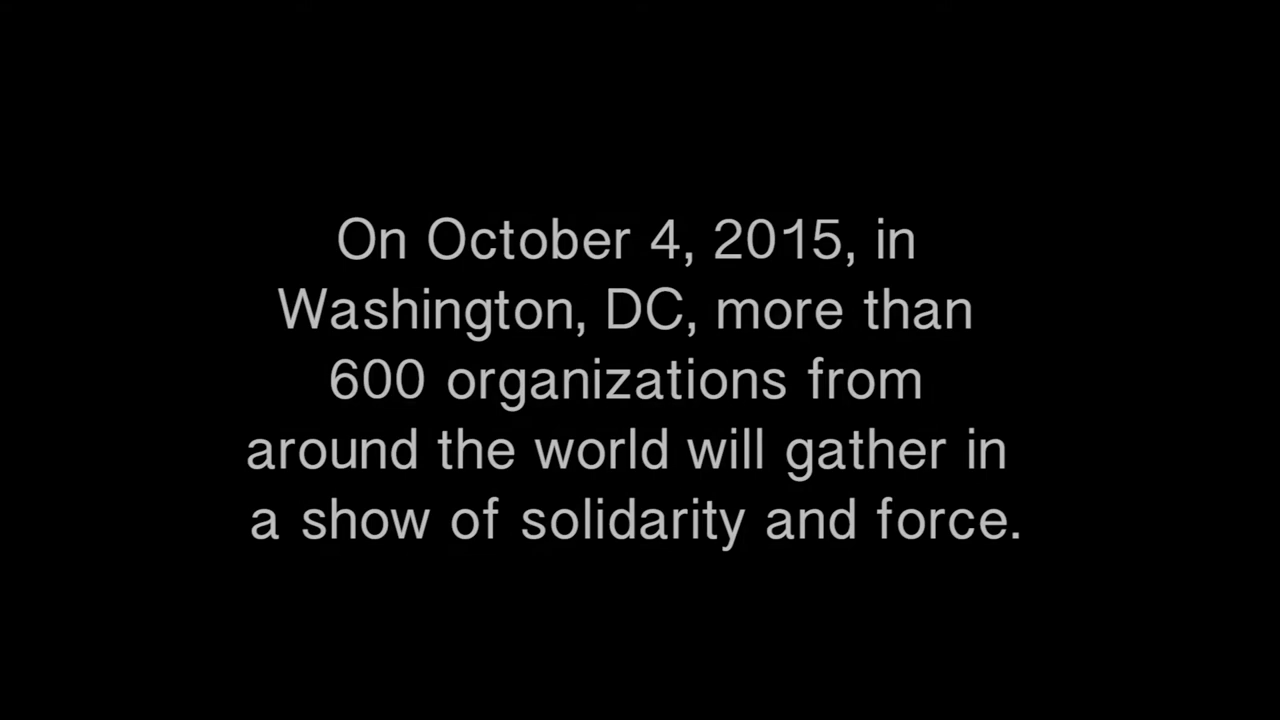 On October 4, 2015, in
Washington, DC, more than
600 organizations from
around the world will gather in
a show of solidarity and force.